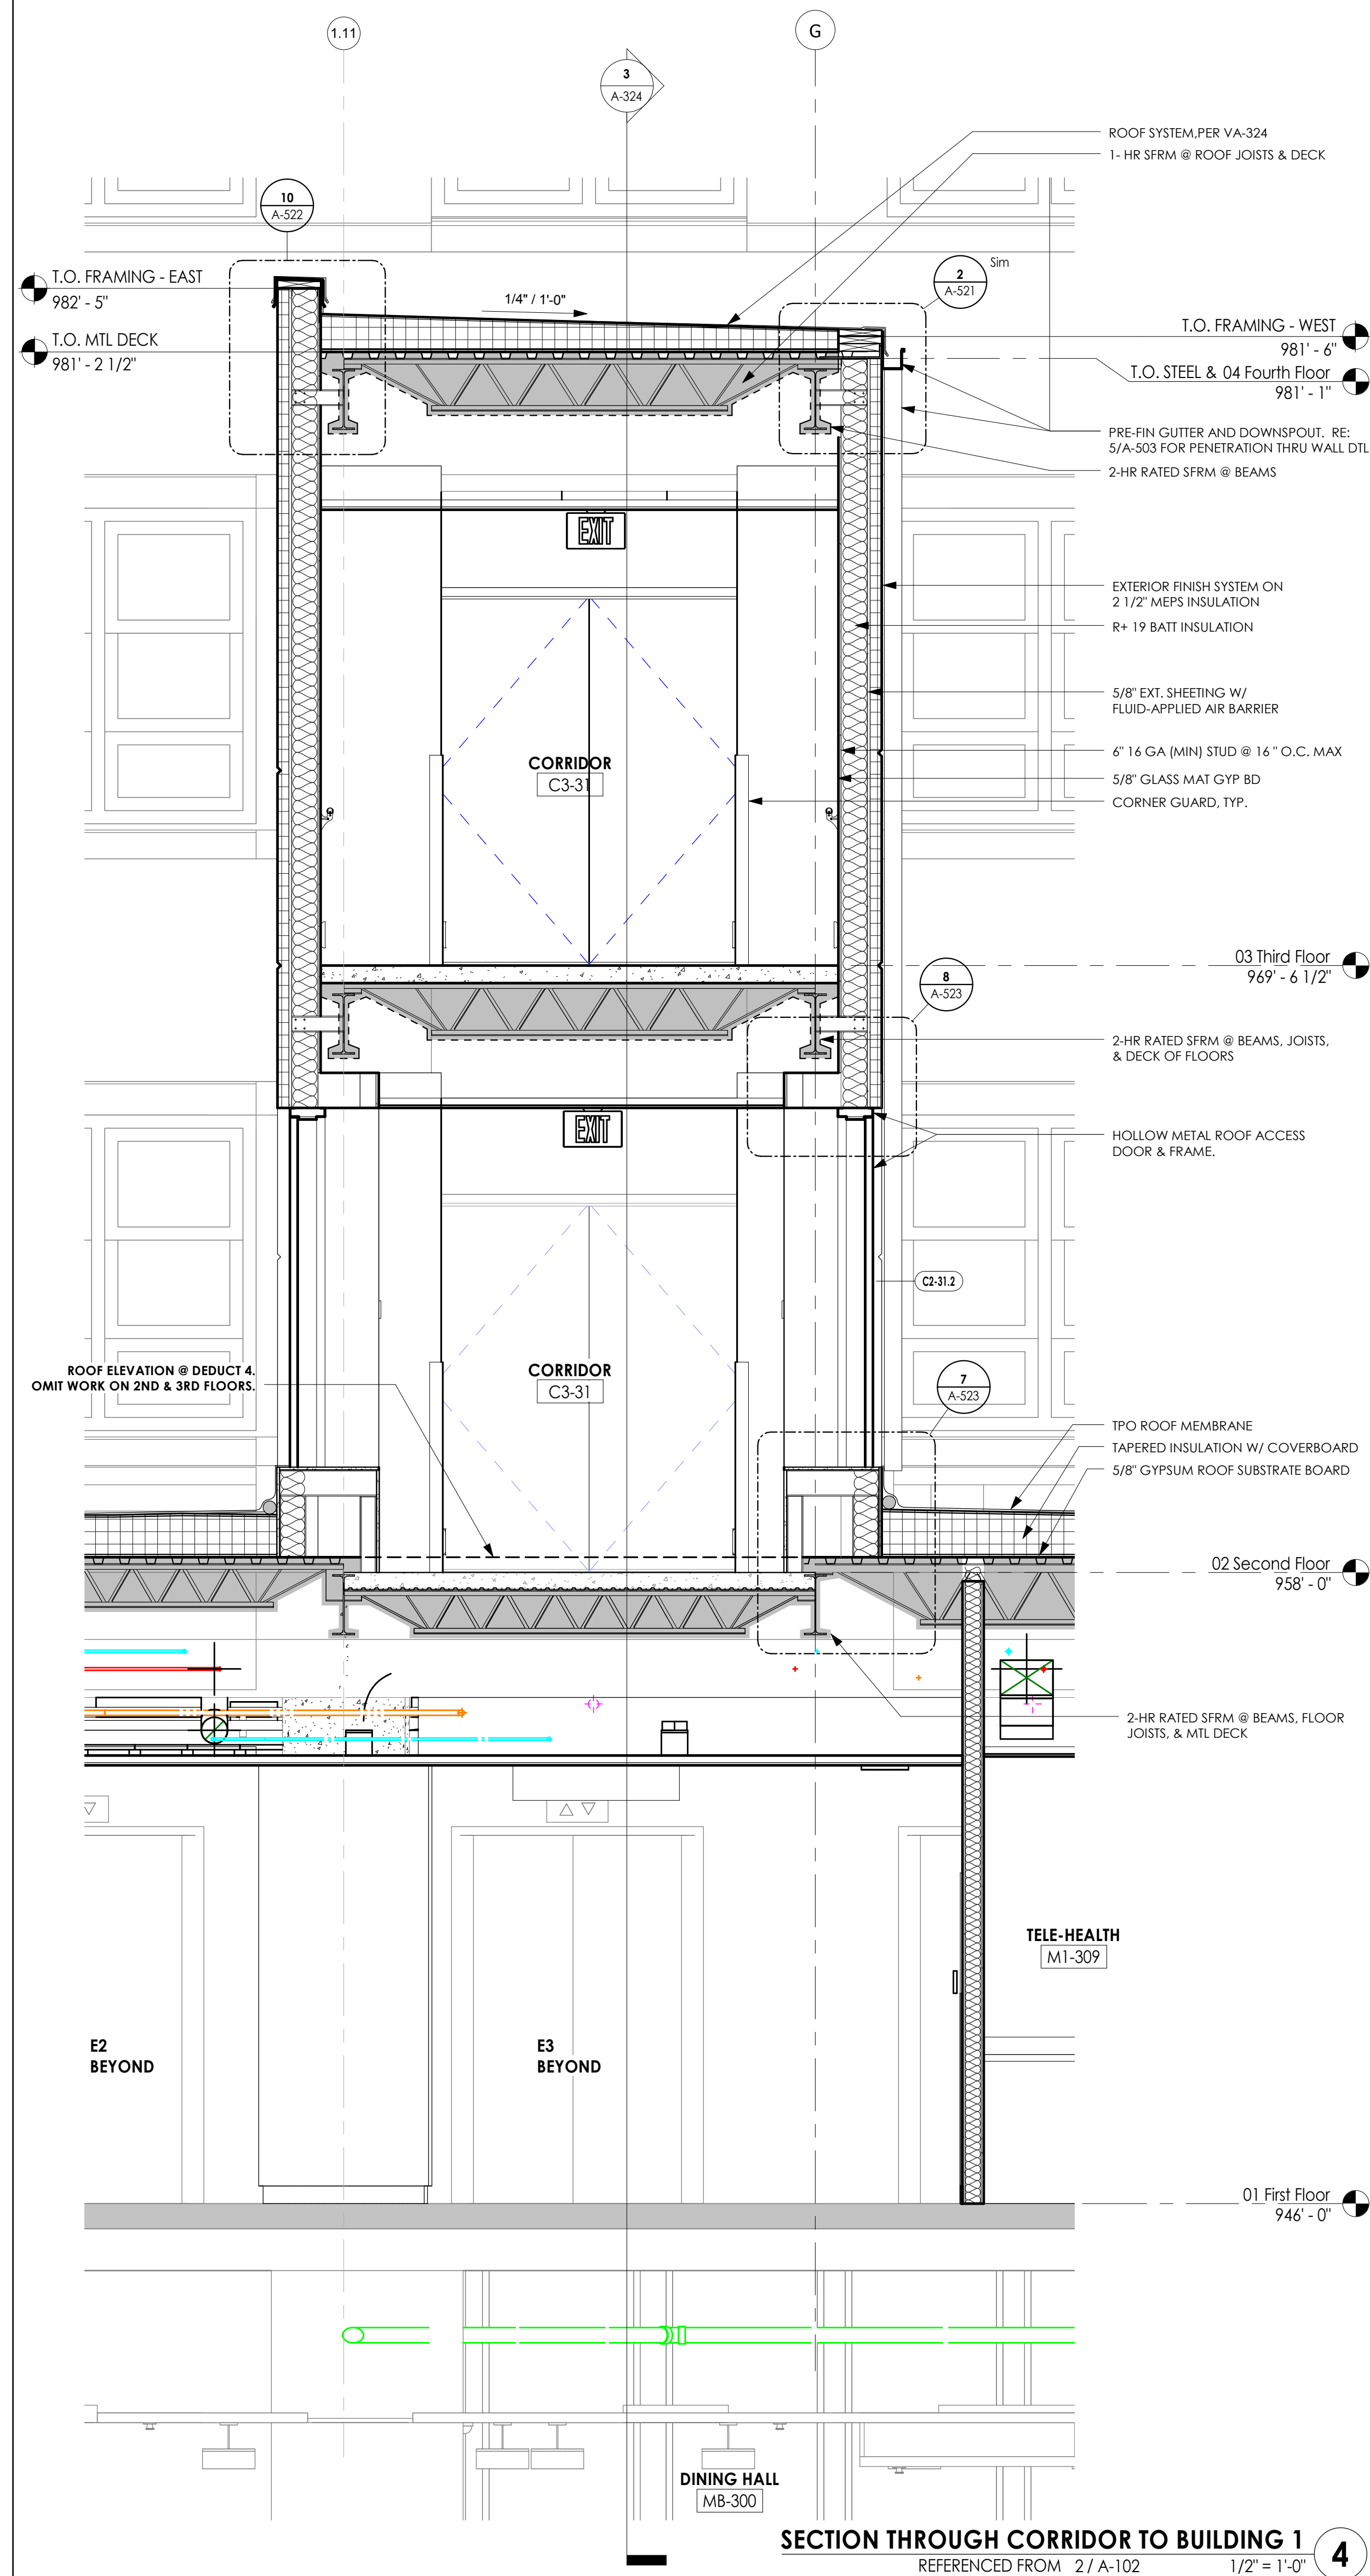 1.11
G
3
A-324
ROOF SYSTEM,PER VA-324
1- HR SFRM @ ROOF JOISTS & DECK
10
A-522
2
A-521
Sim
T.O. FRAMING - EAST
982' - 5"
1/4" / 1'-0"
T.O. MTL DECK
981' - 2 1/2"
T.O. FRAMING - WEST
981' - 6"
T.O. STEEL & 04 Fourth Floor
981' - 1"
PRE-FIN GUTTER AND DOWNSPOUT. RE:
5/A-503 FOR PENETRATION THRU WALL DTL
2-HR RATED SFRM @ BEAMS
EXIT
EXTERIOR FINISH SYSTEM ON
2 1/2" MEPS INSULATION
R+ 19 BATT INSULATION
5/8" EXT. SHEETING W/
FLUID-APPLIED AIR BARRIER
6" 16 GA (MIN) STUD @ 16 " O.C. MAX
5/8" GLASS MAT GYP BD
CORNER GUARD, TYP.
CORRIDOR
C3-31
03 Third Floor
969' - 6 1/2"
8
A-523
2-HR RATED SFRM @ BEAMS, JOISTS,
& DECK OF FLOORS
EXIT
HOLLOW METAL ROOF ACCESS
DOOR & FRAME.
C2-31.2
ROOF ELEVATION @ DEDUCT 4.
OMIT WORK ON 2ND & 3RD FLOORS.
CORRIDOR
C3-31
7
A-523
TPO ROOF MEMBRANE
TAPERED INSULATION W/ COVERBOARD
5/8" GYPSUM ROOF SUBSTRATE BOARD
02 Second Floor
958' - 0"
2-HR RATED SFRM @ BEAMS, FLOOR
JOISTS, & MTL DECK
TELE-HEALTH
M1-309
E2
BEYOND
E3
BEYOND
01 First Floor
946' - 0"
DINING HALL
MB-300
SECTION THROUGH CORRIDOR TO BUILDING 1
4
REFERENCED FROM 2 / A-102
1/2" = 1'-0"